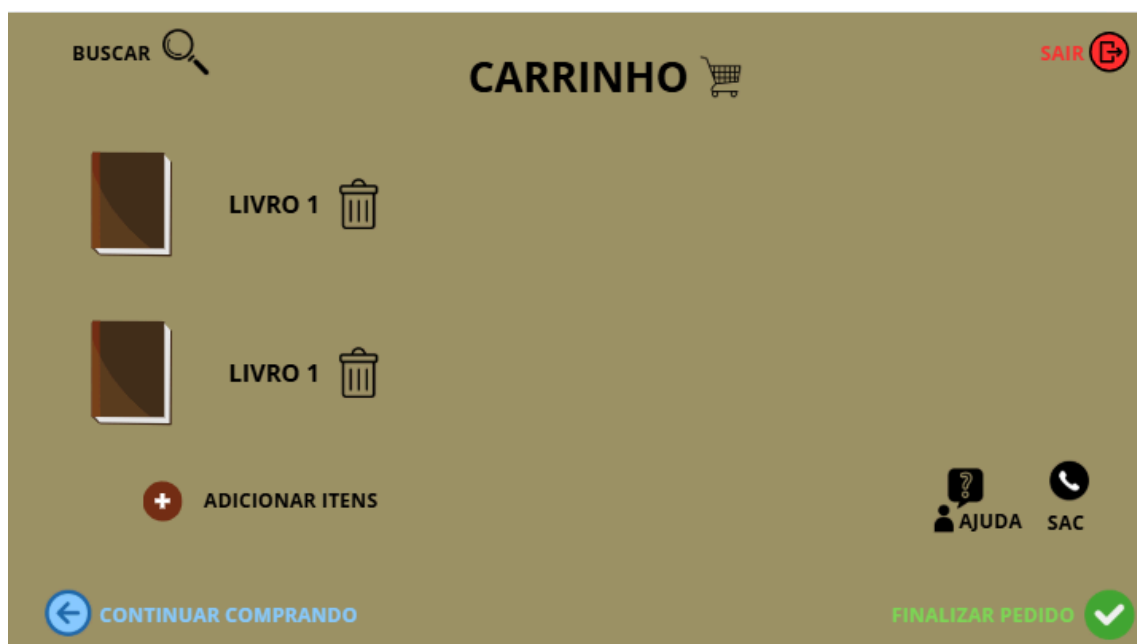 BUSCAR
SAIR
CARRINHO
LIVRO 1
LIVRO 1
ADICIONAR ITENS
?
AJUDA
SAC
CONTINUAR COMPRANDO
FINALIZAR PEDIDO